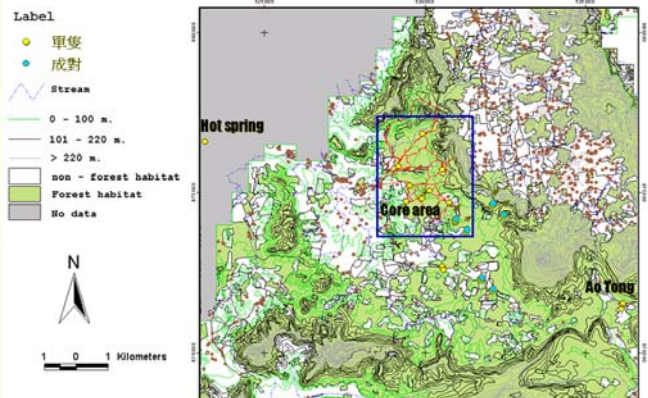 Label
單隻
成對
Stream
0 - 100 m.
101 - 220 m.
> 220 m.
non - forest habitat
Forest habitat
No data
N
1 0 1 Kilometers
Hot spring
Core area
Ao Tong